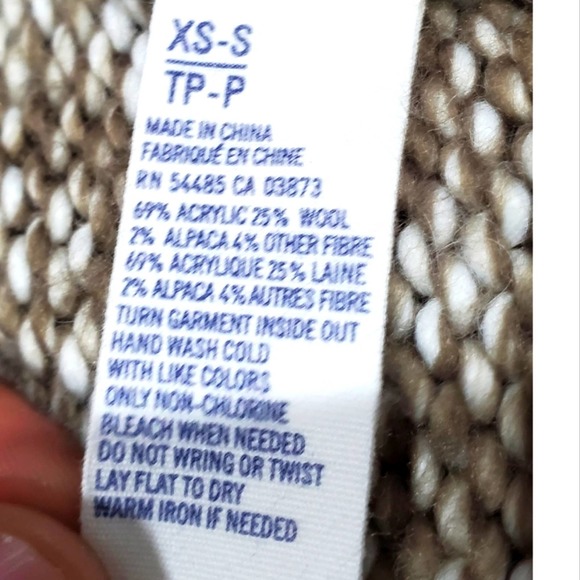 XS-S
TP-P
MADE IN CHINA
FABRIQUÉ EN CHINE
RN 54485 CA 03873
69% ACRYLIC 25% WOOL
2% ALPACA 4% OTHER FIBRE
69% ACRYLIQUE 25% LAINE
2% ALPACA 4% AUTRES FIBRE
TURN GARMENT INSIDE OUT
HAND WASH COLD
WITH LIKE COLORS
ONLY NON-CHLORINE
BLEACH WHEN NEEDED
DO NOT WRING OR TWIST
LAY FLAT TO DRY
WARM IRON IF NEEDED